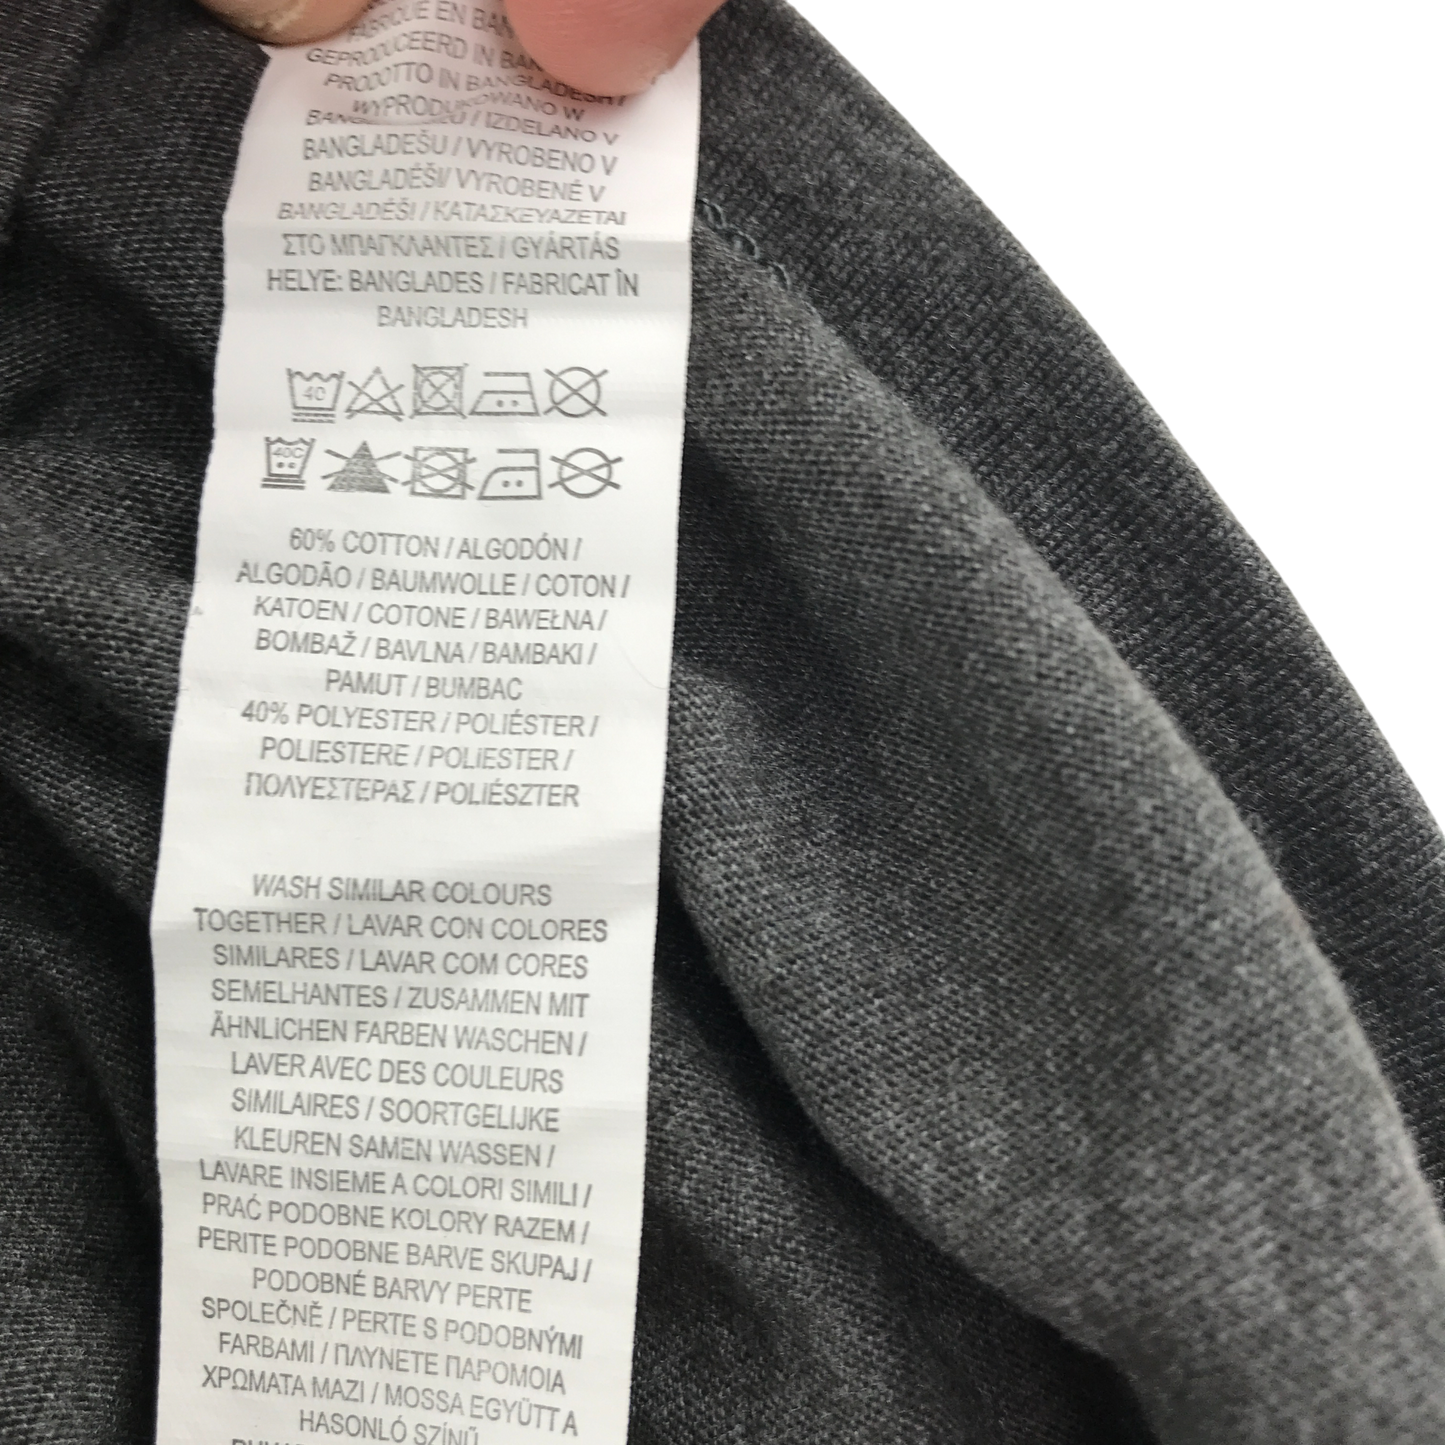 FABRIQUE EN
GEPRODUCEERD IN
PRODOTTO IN BANGLADESH /
WYPRODUKOWANO W
BANGLADESZU / IZDELANO V
BANGLADEŠU / VYROBENO V
BANGLADÉŠI / VYROBENÉ V
BANGLADÉŠI / ΚΑΤΑΣΚΕΥΑΖΕΤΑΙ
ΣΤΟ ΜΠΑΓΚΛΑΝΤΕΣ / GYÁRTÁS
HELYE: BANGLADES / FABRICAT ÎN
BANGLADESH
40
40C
60% COTTON / ALGODÓN /
ALGODÃO / BAUMWOLLE / COTON /
KATOEN / COTONE / BAWEŁNA /
BOMBAŽ / BAVLNA / BAMBAKI /
PAMUT / BUMBAC
40% POLYESTER / POLIÉSTER /
POLIESTERE / POLIESTER /
ΠΟΛΥΕΣΤΕΡΑΣ / POLIÉSZTER
WASH SIMILAR COLOURS
TOGETHER / LAVAR CON COLORES
SIMILARES / LAVAR COM CORES
SEMELHANTES / ZUSAMMEN MIT
ÄHNLICHEN FARBEN WASCHEN /
LAVER AVEC DES COULEURS
SIMILAIRES / SOORTGELIJKE
KLEUREN SAMEN WASSEN /
LAVARE INSIEME A COLORI SIMILI /
PRAĆ PODOBNE KOLORY RAZEM /
PERITE PODOBNE BARVE SKUPAJ /
PODOBNÉ BARVY PERTE
SPOLEČNĚ / PERTE S PODOBNÝMI
FARBAMI / ΠΛΥΝΕΤΕ ΠΑΡΟΜΟΙΑ
ΧΡΩΜΑΤΑ ΜΑΖΙ / MOSSA EGYÜTT A
HASONLÓ SZÍNŰ